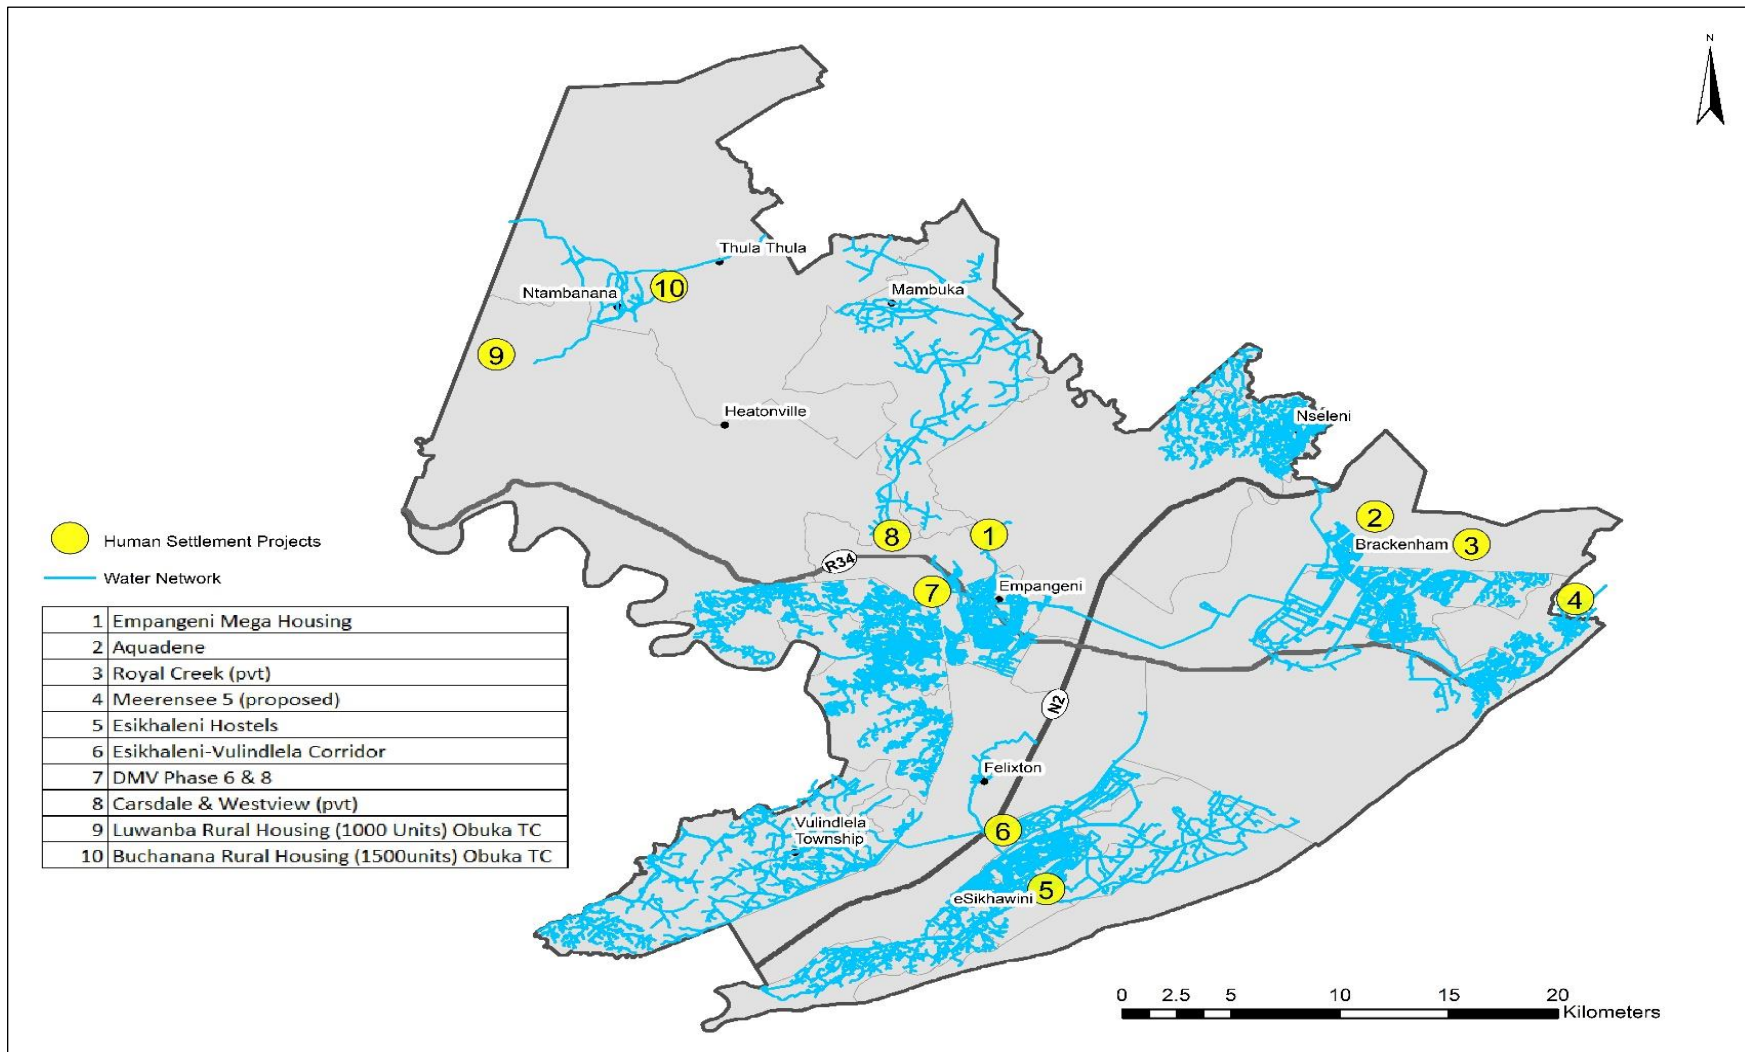 N
Thula Thula
Ntambanana
10
Mambuka
9
Heatonville
Nseleni
2
8
1
Brackenham
3
R34
7
Empangeni
4
N2
Felixton
Vulindlela
Township
6
5
eSikhawini
Human Settlement Projects
Water Network
1 Empangeni Mega Housing
2 Aquadene
3 Royal Creek (pvt)
4 Meerensee 5 (proposed)
5 Esikhaleni Hostels
6 Esikhaleni-Vulindlela Corridor
7 DMV Phase 6 & 8
8 Carsdale & Westview (pvt)
9 Luwanba Rural Housing (1000 Units) Obuka TC
10 Buchanana Rural Housing (1500units) Obuka TC
0 2.5 5 10 15 20
Kilometers